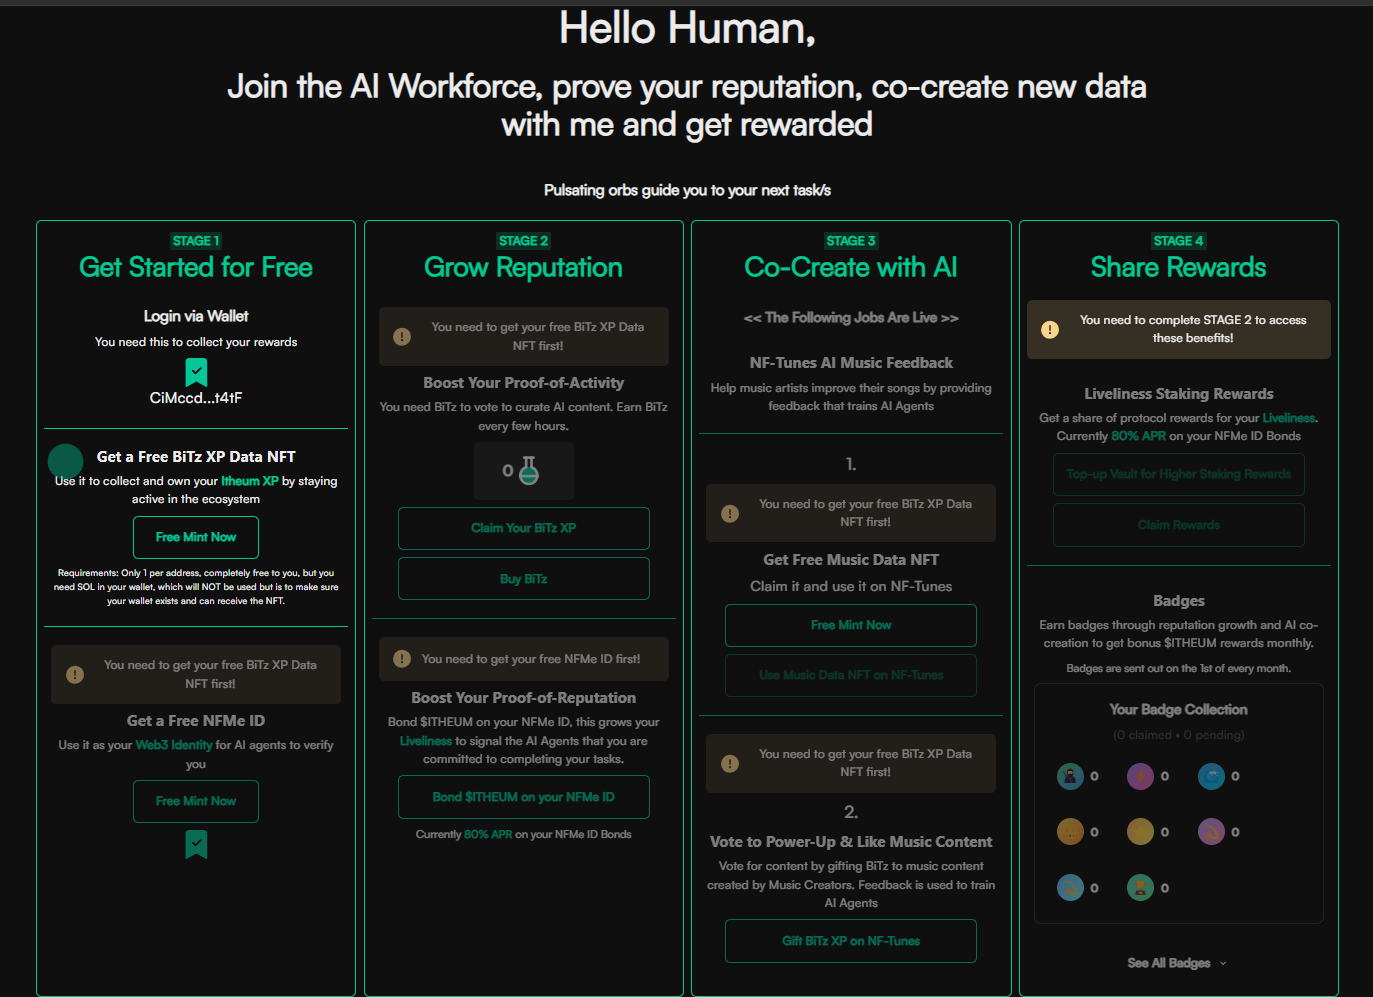 Hello Human,
Join the AI Workforce, prove your reputation, co-create new data
with me and get rewarded
Pulsating orbs guide you to your next task/s
STAGE 1
Get Started for Free
Login via Wallet
You need this to collect your rewards
CiMccd...t4tF
Get a Free BiTz XP Data NFT
Use it to collect and own your Itheum XP by staying
active in the ecosystem
Free Mint Now
Requirements: Only 1 per address, completely free to you, but you
need SOL in your wallet, which will NOT be used but is to make sure
your wallet exists and can receive the NFT.
You need to get your free BiTz XP Data
NFT first!
Get a Free NFMe ID
Use it as your Web3 Identity for AI agents to verify
you
Free Mint Now
STAGE 2
Grow Reputation
You need to get your free BiTz XP Data
NFT first!
Boost Your Proof-of-Activity
You need BiTz to vote to curate AI content. Earn BiTz
every few hours.
0
Claim Your BiTz XP
Buy BiTz
You need to get your free NFMe ID first!
Boost Your Proof-of-Reputation
Bond $ITHEUM on your NFMe ID, this grows your
Liveliness to signal the AI Agents that you are
committed to completing your tasks.
Bond $ITHEUM on your NFMe ID
Currently 80% APR on your NFMe ID Bonds
STAGE 3
Co-Create with AI
<< The Following Jobs Are Live >>
NF-Tunes AI Music Feedback
Help music artists improve their songs by providing
feedback that trains AI Agents
1.
You need to get your free BiTz XP Data
NFT first!
Get Free Music Data NFT
Claim it and use it on NF-Tunes
Free Mint Now
Use Music Data NFT on NF-Tunes
You need to get your free BiTz XP Data
NFT first!
2.
Vote to Power-Up & Like Music Content
Vote for content by gifting BiTz to music content
created by Music Creators. Feedback is used to train
AI Agents
Gift BiTz XP on NF-Tunes
STAGE 4
Share Rewards
You need to complete STAGE 2 to access
these benefits!
Liveliness Staking Rewards
Get a share of protocol rewards for your Liveliness.
Currently 80% APR on your NFMe ID Bonds
Top-up Vault for Higher Staking Rewards
Claim Rewards
Badges
Earn badges through reputation growth and AI co-
creation to get bonus $ITHEUM rewards monthly.
Badges are sent out on the 1st of every month.
Your Badge Collection
(0 claimed • 0 pending)
0 0 0
0 0 0
0 0
See All Badges